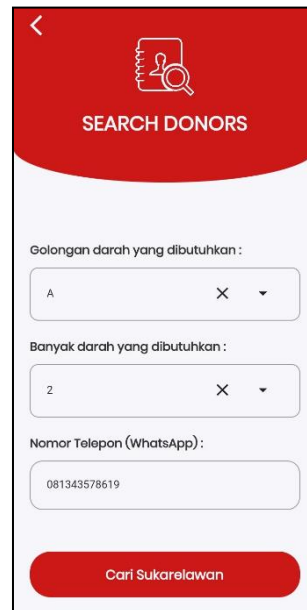 SEARCH DONORS
Golongan darah yang dibutuhkan :
A
Banyak darah yang dibutuhkan :
2
Nomor Telepon (WhatsApp) :
081343578619
Cari Sukarelawan